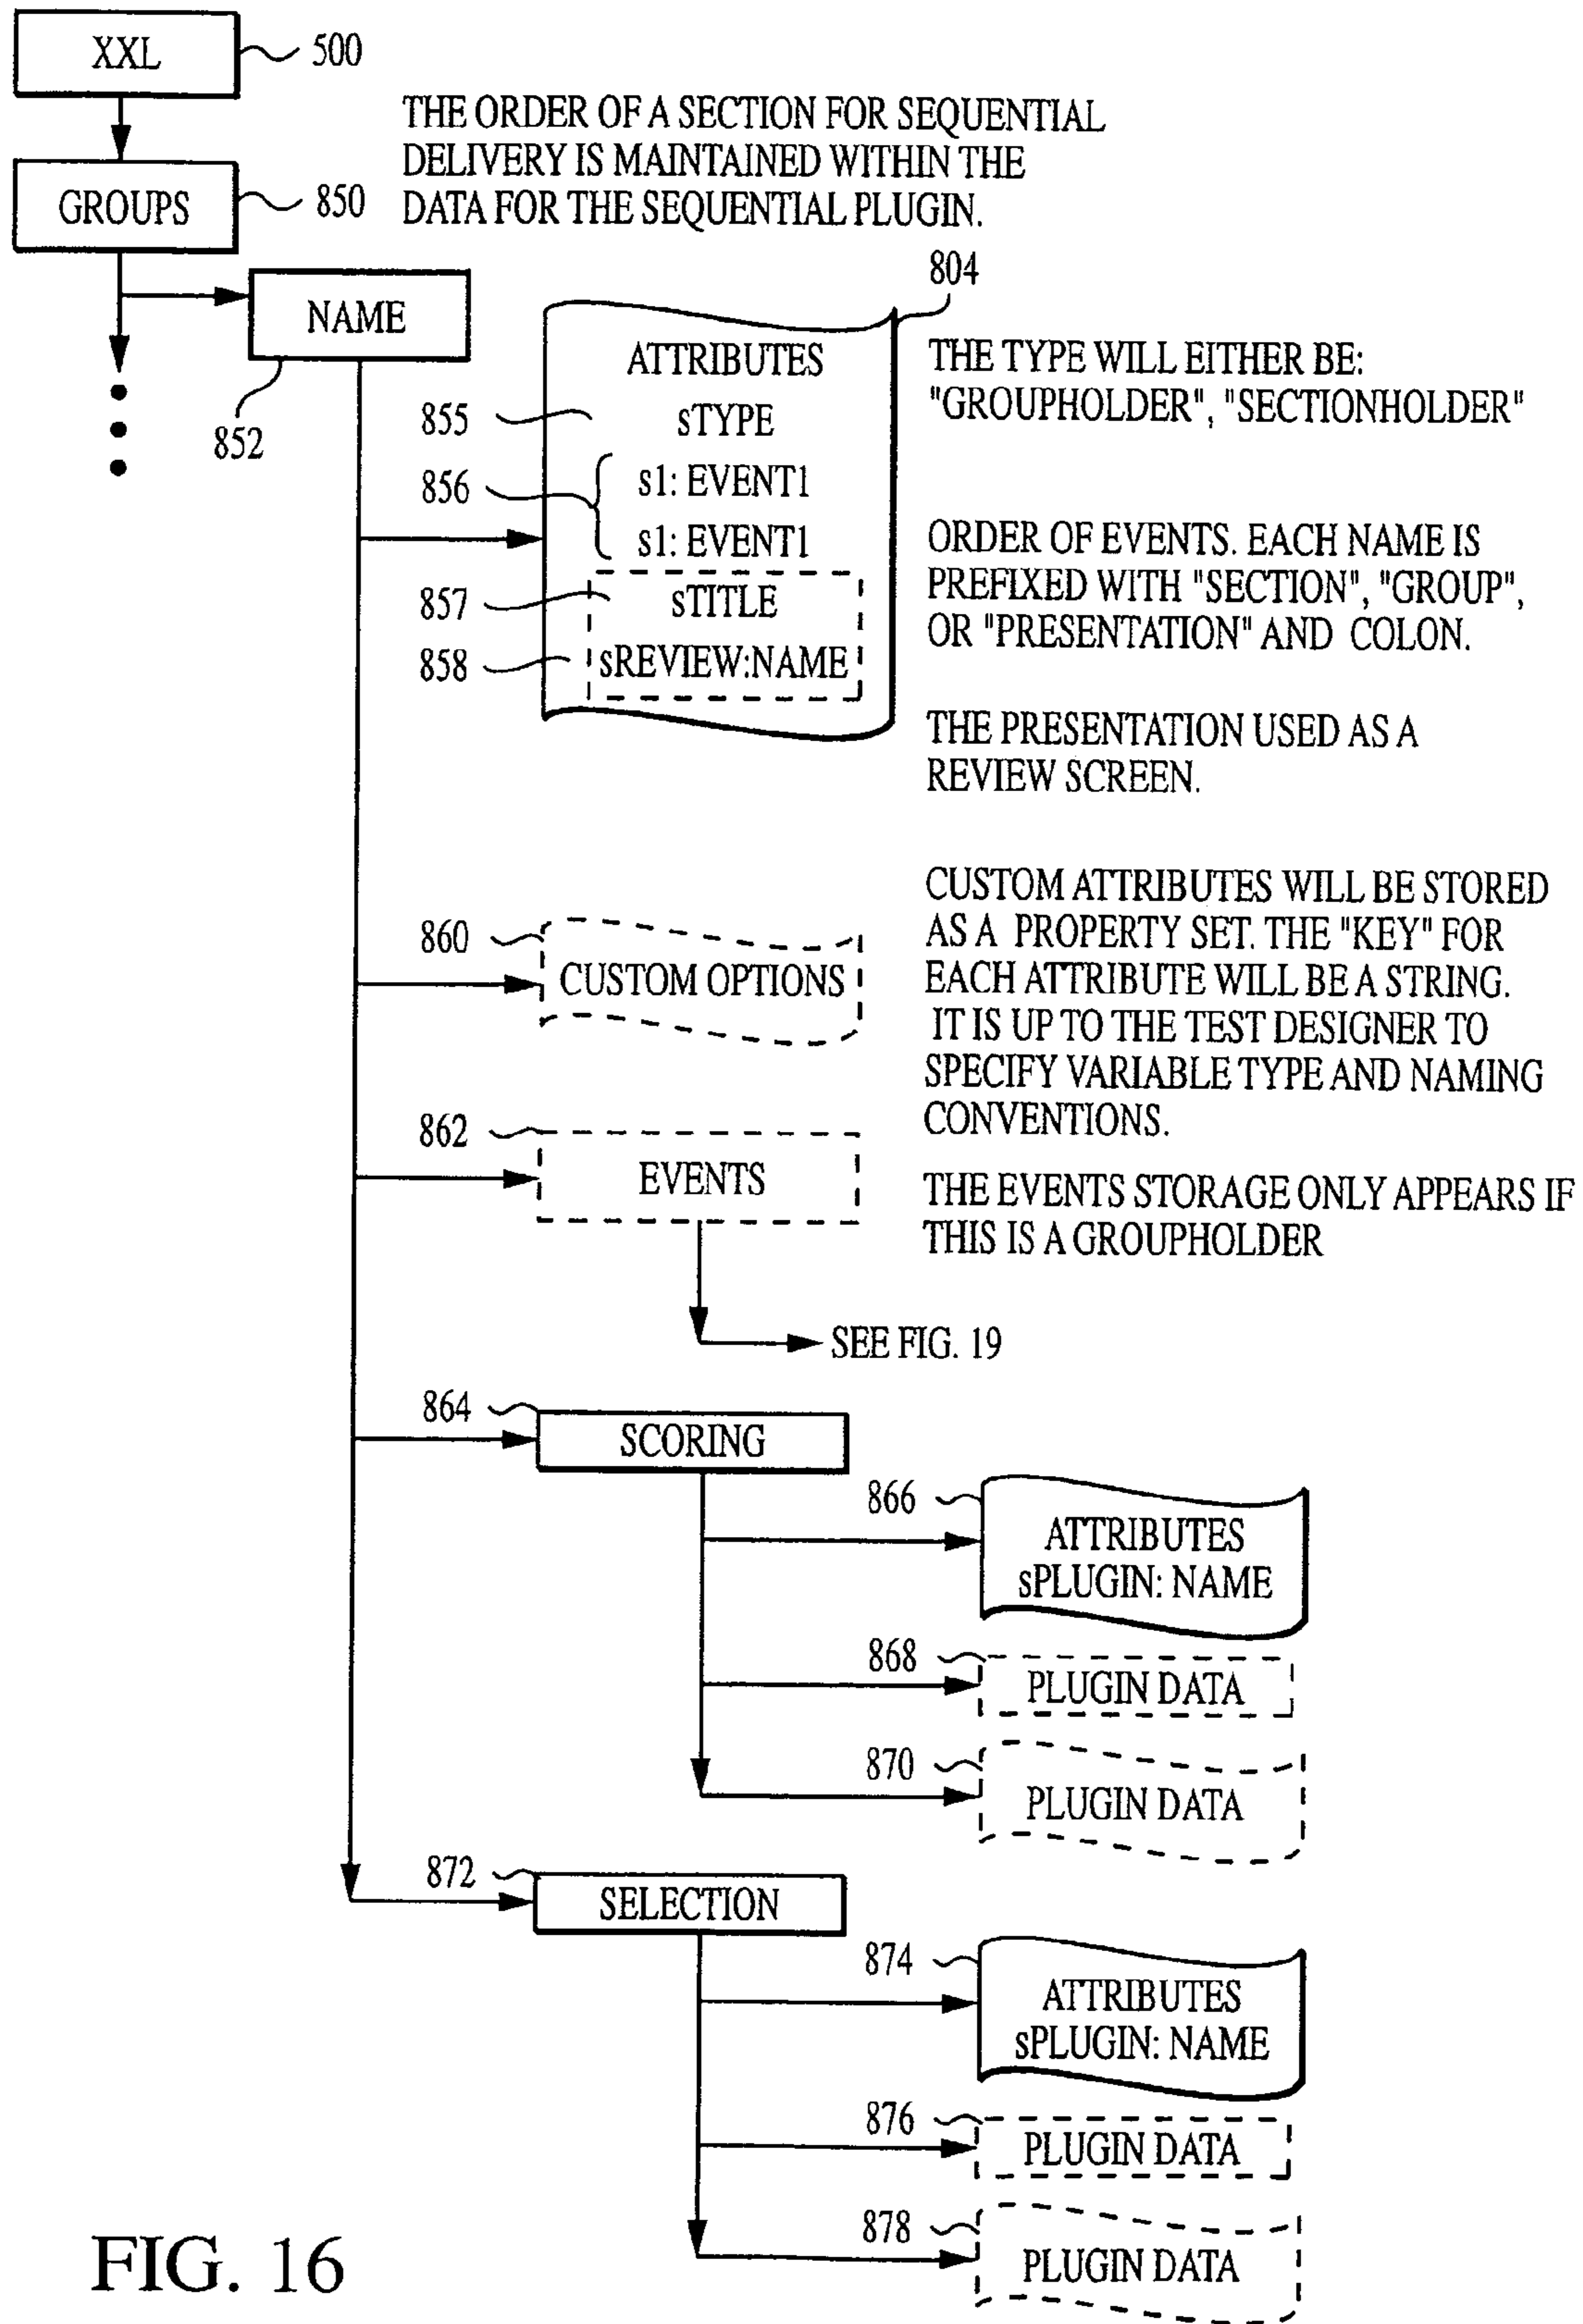 XXL
500
THE ORDER OF A SECTION FOR SEQUENTIAL
DELIVERY IS MAINTAINED WITHIN THE
DATA FOR THE SEQUENTIAL PLUGIN.
GROUPS
850
804
NAME
852
ATTRIBUTES
THE TYPE WILL EITHER BE:
"GROUPHOLDER", "SECTIONHOLDER"
855
sTYPE
856
s1: EVENT1
s1: EVENT1
ORDER OF EVENTS. EACH NAME IS
PREFIXED WITH "SECTION", "GROUP",
OR "PRESENTATION" AND COLON.
857
sTITLE
858
sREVIEW:NAME
THE PRESENTATION USED AS A
REVIEW SCREEN.
860
CUSTOM OPTIONS
CUSTOM ATTRIBUTES WILL BE STORED
AS A PROPERTY SET. THE "KEY" FOR
EACH ATTRIBUTE WILL BE A STRING.
IT IS UP TO THE TEST DESIGNER TO
SPECIFY VARIABLE TYPE AND NAMING
CONVENTIONS.
862
EVENTS
THE EVENTS STORAGE ONLY APPEARS IF
THIS IS A GROUPHOLDER
SEE FIG. 19
864
SCORING
866
ATTRIBUTES
sPLUGIN: NAME
868
PLUGIN DATA
870
PLUGIN DATA
872
SELECTION
874
ATTRIBUTES
sPLUGIN: NAME
876
PLUGIN DATA
878
PLUGIN DATA
FIG. 16